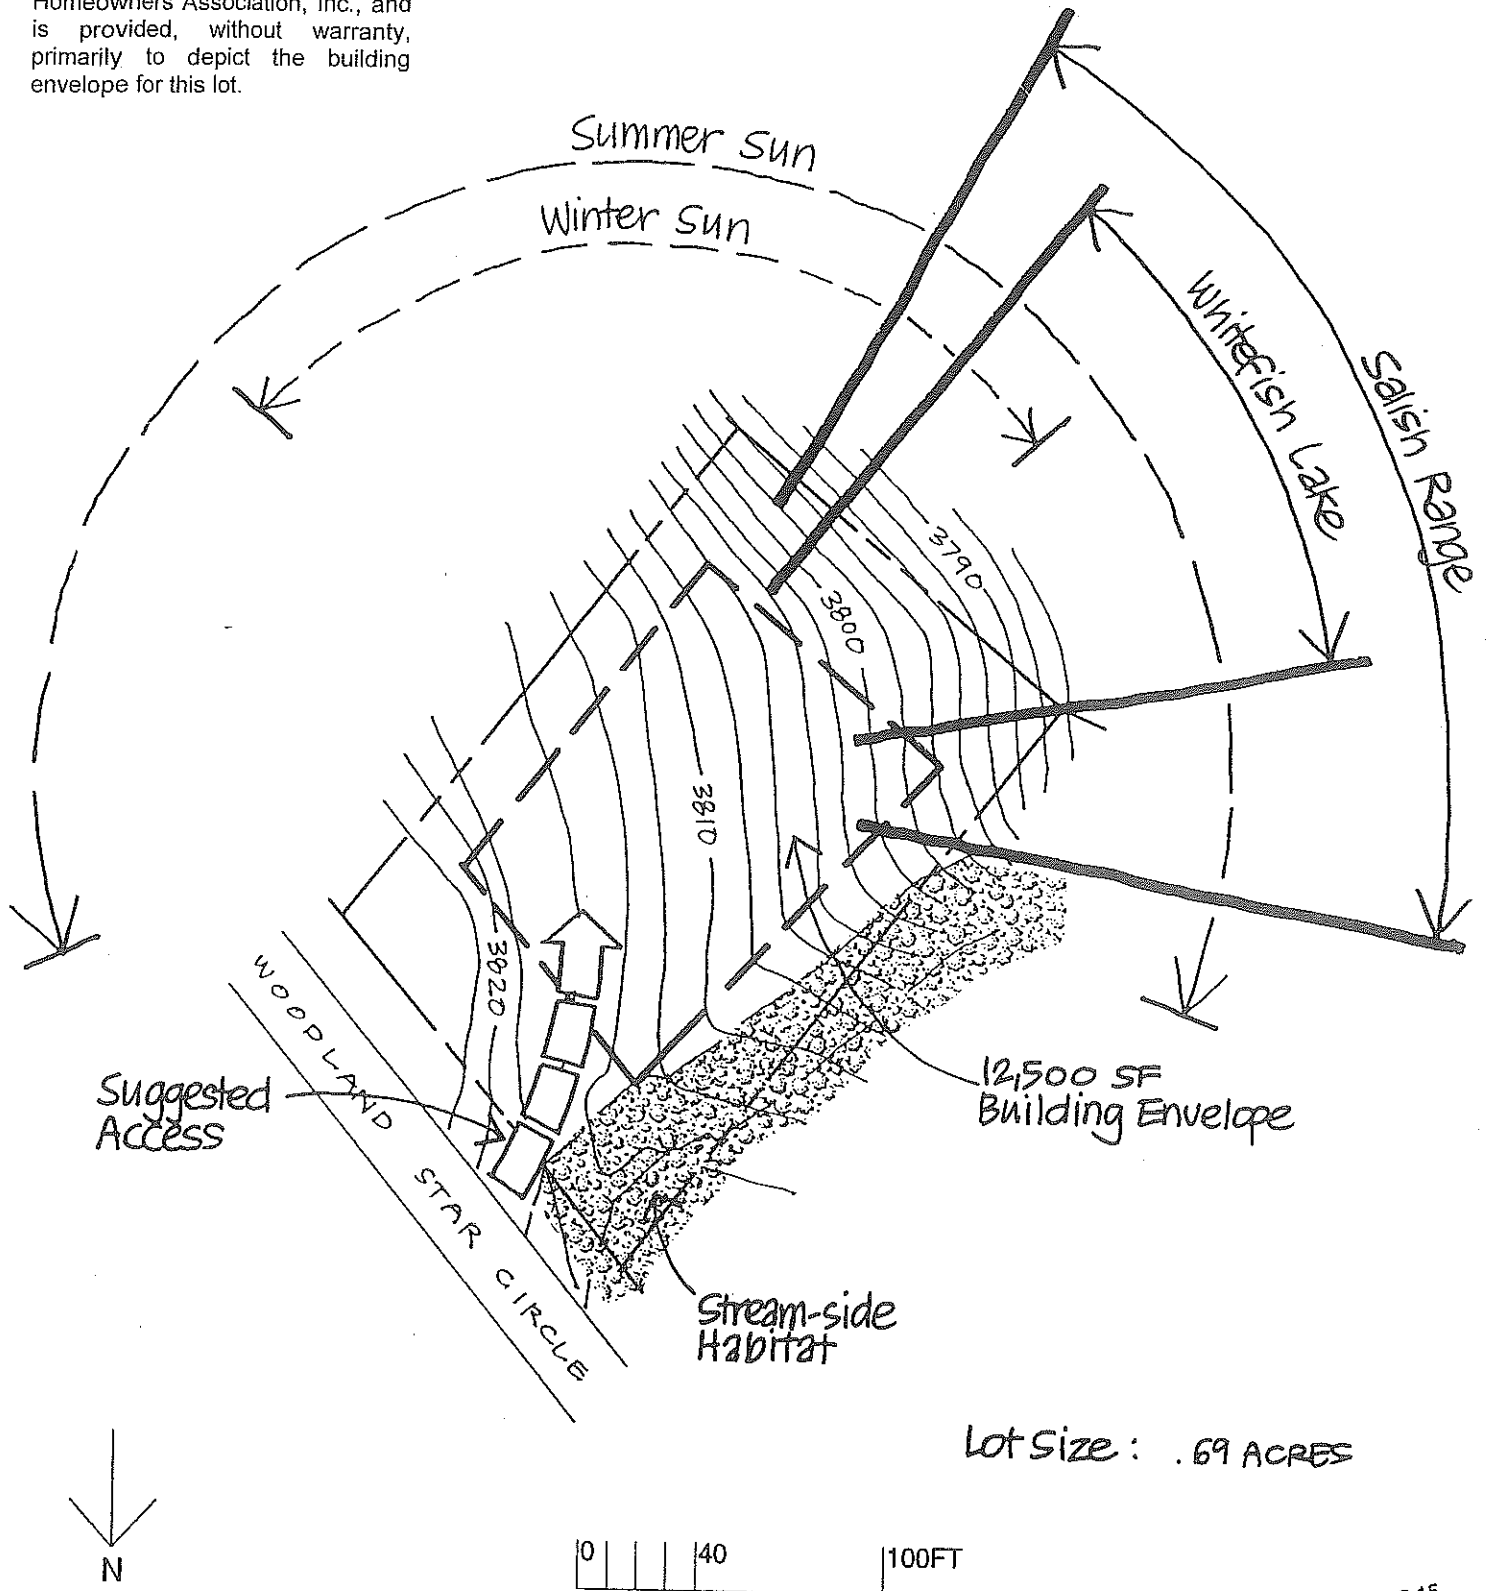 Homeowners Association, Inc., and
is provided, without warranty,
primarily to depict the building
envelope for this lot.
Summer Sun
Winter Sun
Whitefish Lake
Salish Range
3790
3800
3810
3820
WOODLAND STAR CIRCLE
Suggested
Access
12,500 SF
Building Envelope
Stream-side
Habitat
Lot Size : .69 ACRES
N
0 40 100FT